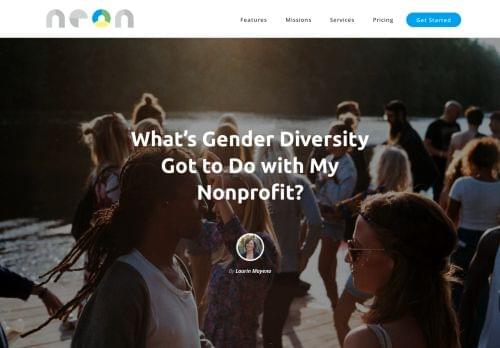 neon
Features Missions Services Pricing Get Started
What's Gender Diversity
Got to Do with My
Nonprofit?
By Laurin Mayeno